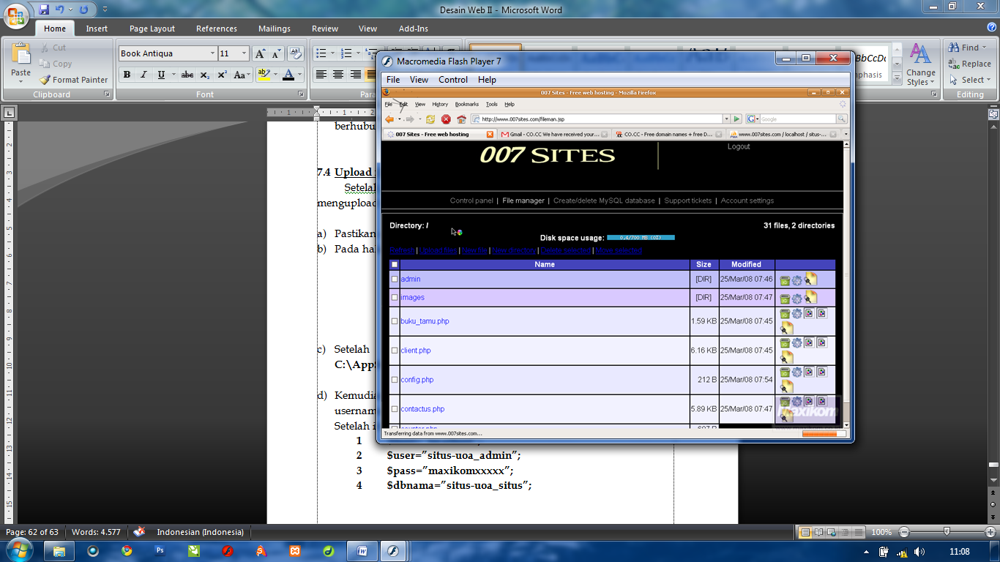 Desain Web II - Microsoft Word
Home Insert Page Layout References Mailings Review View Add-Ins
Paste
Cut
Copy
Format Painter
Clipboard
Book Antiqua 11
B I U abc X₂ X² Aa
Font
Para
BbCcDc
phasis
Change Styles
Find
Replace
Select
Editing
berhubu
7.4 Upload
Setelah
mengupload
a) Pastikan
b) Pada hal
c) Setelah
C:\AppS
d) Kemudia
usernam
Setelah i
1
2 $user="situs-uoa_admin";
3 $pass="maxikomxxxxx";
4 $dbnama="situs-uoa_situs";
Macromedia Flash Player 7
File View Control Help
007 Sites - Free web hosting - Mozilla Firefox
File Edit View History Bookmarks Tools Help
http://www.007sites.com/fileman.jsp
Google
007 Sites - Free web hosting
Gmail - CO.CC We have received your...
CO.CC - Free domain names + free D...
www.007sites.com / localhost / situs-...
007 SITES
Logout
Control panel | File manager | Create/delete MySQL database | Support tickets | Account settings
Directory: /
31 files, 2 directories
Disk space usage: 0.4/700 MB (0%)
Refresh | Upload files | New file | New directory | Delete selected | Move selected
Name Size Modified
admin [DIR] 25/Mar/08 07:46
images [DIR] 25/Mar/08 07:47
buku_tamu.php 1.59 KB 25/Mar/08 07:45
client.php 6.16 KB 25/Mar/08 07:45
config.php 212 B 25/Mar/08 07:54
contactus.php 5.89 KB 25/Mar/08 07:47
counter.php 697 B
maxikom
Transferring data from www.007sites.com...
Page: 62 of 63 Words: 4.577 Indonesian (Indonesia)
100%
11:08